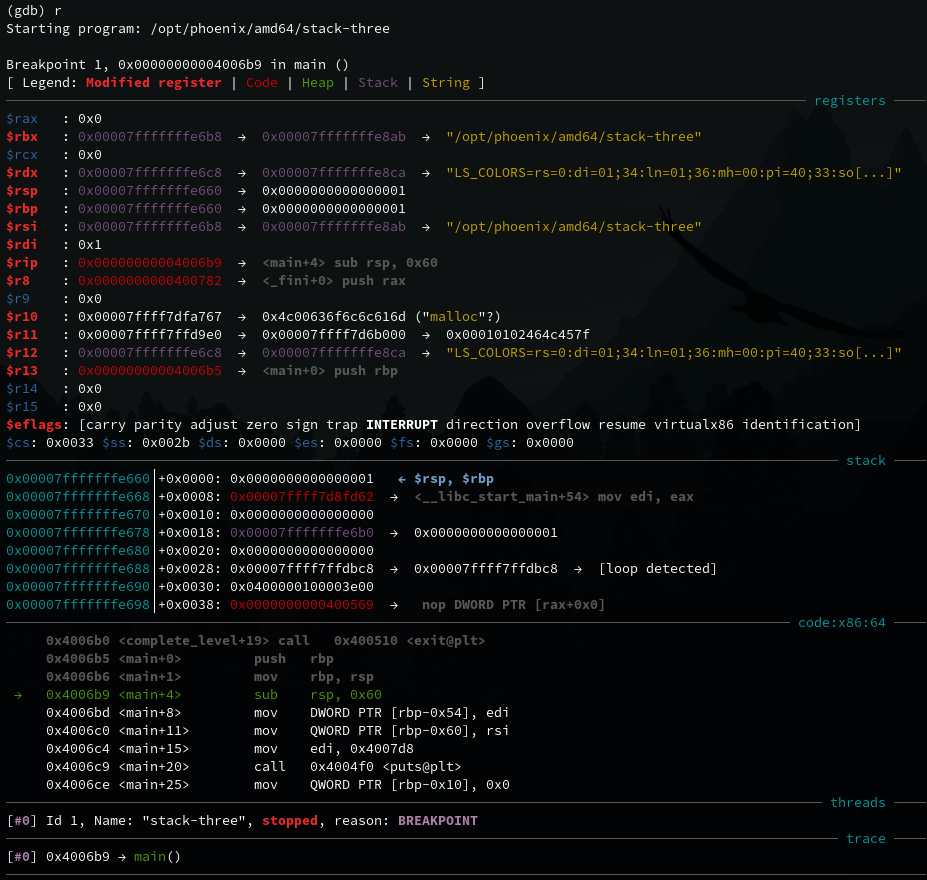 (gdb) r
Starting program: /opt/phoenix/amd64/stack-three
Breakpoint 1, 0x00000000004006b9 in main ()
[ Legend: Modified register | Code | Heap | Stack | String ]
registers
$rax   : 0x0
$rbx   : 0x00007fffffffe6b8  →  0x00007fffffffe8ab  →  "/opt/phoenix/amd64/stack-three"
$rcx   : 0x0
$rdx   : 0x00007fffffffe6c8  →  0x00007fffffffe8ca  →  "LS_COLORS=rs=0:di=01;34:ln=01;36:mh=00:pi=40;33:so[...]"
$rsp   : 0x00007fffffffe660  →  0x0000000000000001
$rbp   : 0x00007fffffffe660  →  0x0000000000000001
$rsi   : 0x00007fffffffe6b8  →  0x00007fffffffe8ab  →  "/opt/phoenix/amd64/stack-three"
$rdi   : 0x1
$rip   : 0x00000000004006b9  →  <main+4> sub rsp, 0x60
$r8    : 0x0000000000400782  →  <_fini+0> push rax
$r9    : 0x0
$r10   : 0x00007ffff7dfa767  →  0x4c00636f6c6c616d ("malloc"?)
$r11   : 0x00007ffff7ffd9e0  →  0x00007ffff7d6b000  →  0x00010102464c457f
$r12   : 0x00007fffffffe6c8  →  0x00007fffffffe8ca  →  "LS_COLORS=rs=0:di=01;34:ln=01;36:mh=00:pi=40;33:so[...]"
$r13   : 0x00000000004006b5  →  <main+0> push rbp
$r14   : 0x0
$r15   : 0x0
$eflags: [carry parity adjust zero sign trap INTERRUPT direction overflow resume virtualx86 identification]
$cs: 0x0033 $ss: 0x002b $ds: 0x0000 $es: 0x0000 $fs: 0x0000 $gs: 0x0000
stack
0x00007fffffffe660│+0x0000: 0x0000000000000001   ← $rsp, $rbp
0x00007fffffffe668│+0x0008: 0x00007ffff7d8fd62  →  <__libc_start_main+54> mov edi, eax
0x00007fffffffe670│+0x0010: 0x0000000000000000
0x00007fffffffe678│+0x0018: 0x00007fffffffe6b0  →  0x0000000000000001
0x00007fffffffe680│+0x0020: 0x0000000000000000
0x00007fffffffe688│+0x0028: 0x00007ffff7ffdbc8  →  0x00007ffff7ffdbc8  →  [loop detected]
0x00007fffffffe690│+0x0030: 0x0400000100003e00
0x00007fffffffe698│+0x0038: 0x0000000000400569  →   nop DWORD PTR [rax+0x0]
code:x86:64
0x4006b0 <complete_level+19> call   0x400510 <exit@plt>
0x4006b5 <main+0>         push   rbp
0x4006b6 <main+1>         mov    rbp, rsp
→   0x4006b9 <main+4>         sub    rsp, 0x60
0x4006bd <main+8>         mov    DWORD PTR [rbp-0x54], edi
0x4006c0 <main+11>        mov    QWORD PTR [rbp-0x60], rsi
0x4006c4 <main+15>        mov    edi, 0x4007d8
0x4006c9 <main+20>        call   0x4004f0 <puts@plt>
0x4006ce <main+25>        mov    QWORD PTR [rbp-0x10], 0x0
threads
[#0] Id 1, Name: "stack-three", stopped, reason: BREAKPOINT
trace
[#0] 0x4006b9 → main()